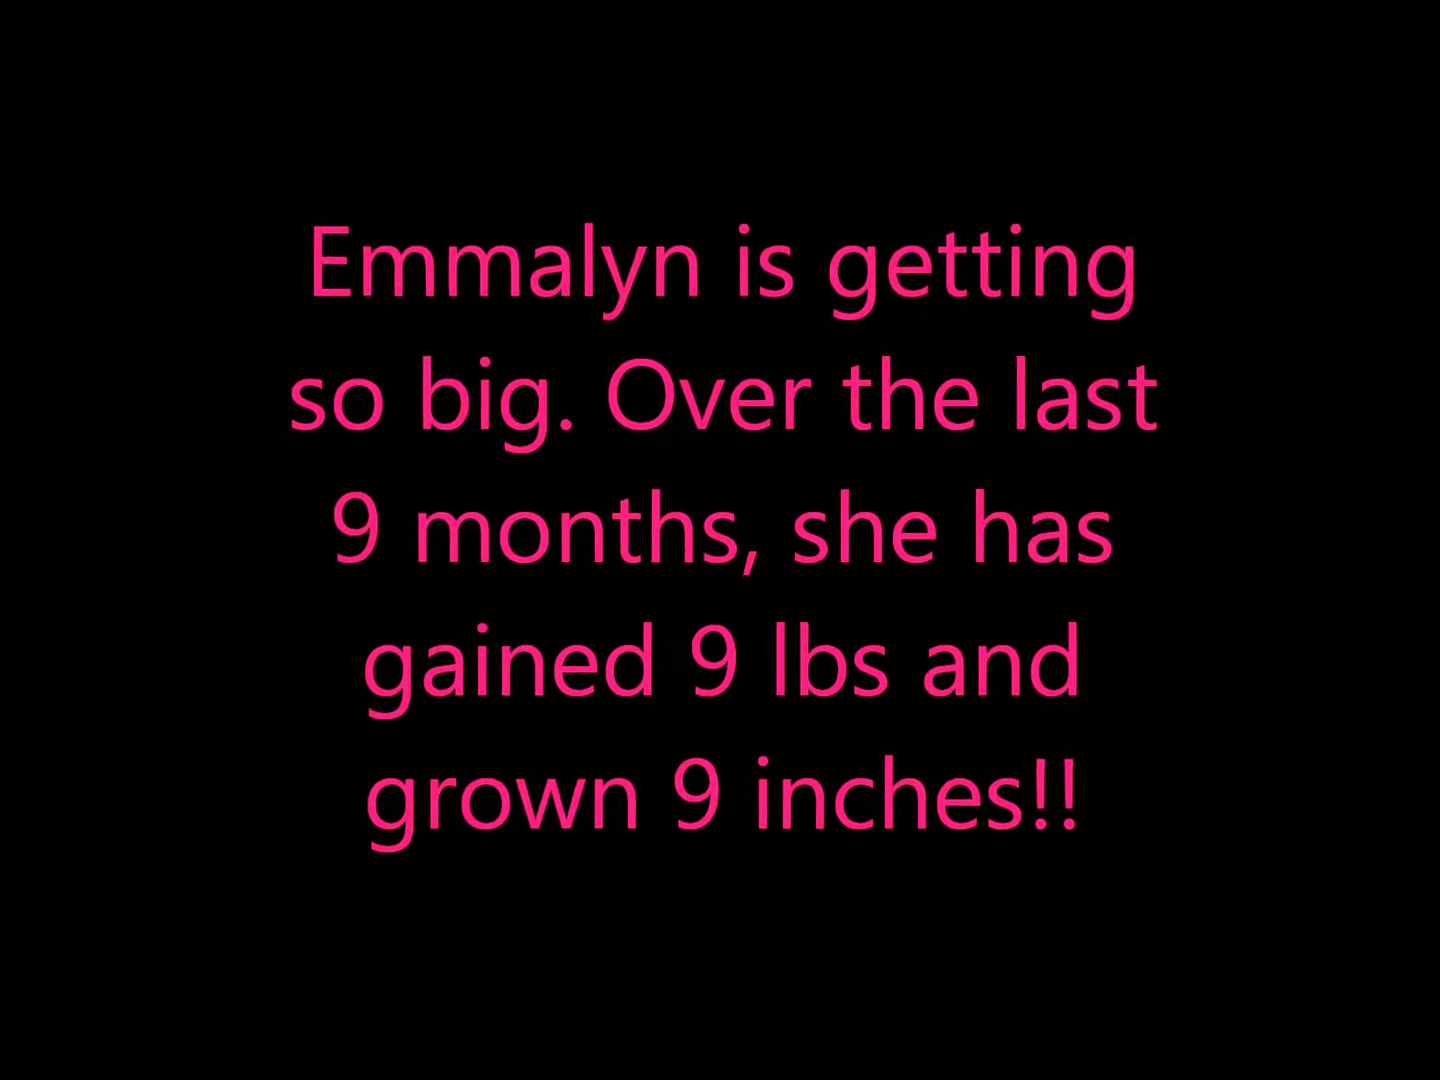 Emmalyn is getting
so big. Over the last
9 months, she has
gained 9 lbs and
grown 9 inches!!